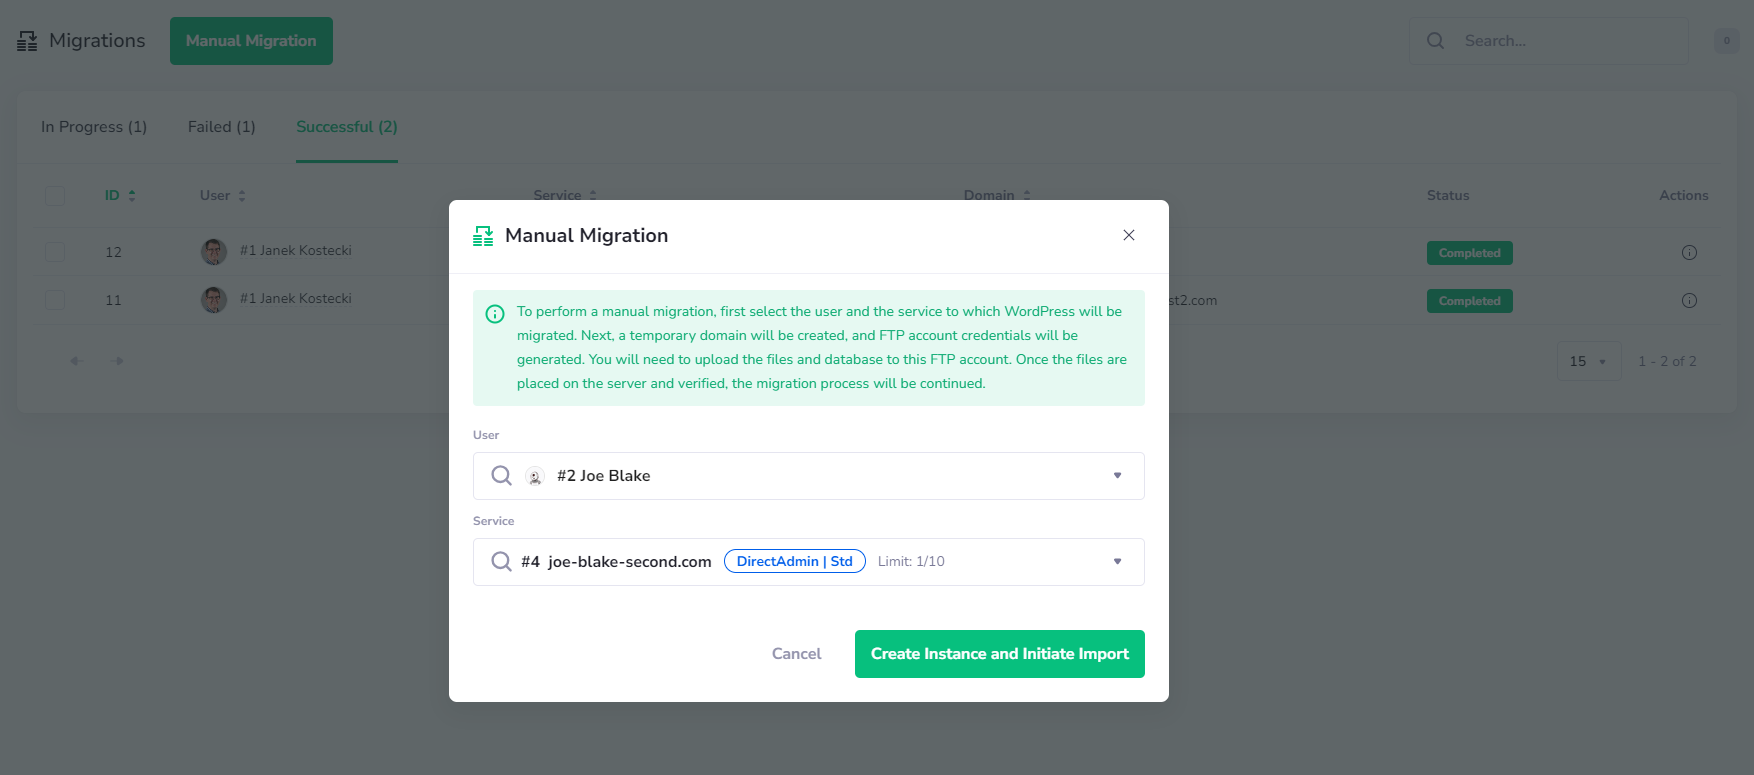 Migrations
Manual Migration
Search...
0
In Progress (1)
Failed (1)
Successful (2)
ID
User
Service
Domain
Status
Actions
12
#1 Janek Kostecki
Completed
11
#1 Janek Kostecki
st2.com
Completed
15
1 - 2 of 2
Manual Migration
To perform a manual migration, first select the user and the service to which WordPress will be
migrated. Next, a temporary domain will be created, and FTP account credentials will be
generated. You will need to upload the files and database to this FTP account. Once the files are
placed on the server and verified, the migration process will be continued.
User
#2 Joe Blake
Service
#4 joe-blake-second.com DirectAdmin | Std Limit: 1/10
Cancel
Create Instance and Initiate Import